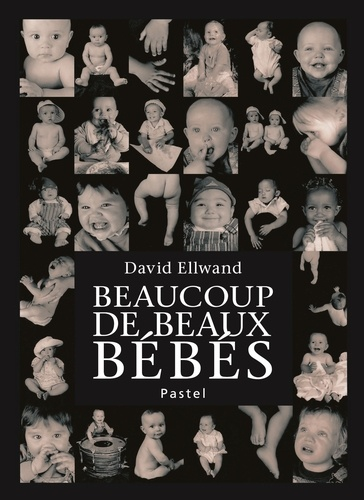 David Ellwand
BEAUCOUP
DE BEAUX
BÉBÉS
Pastel